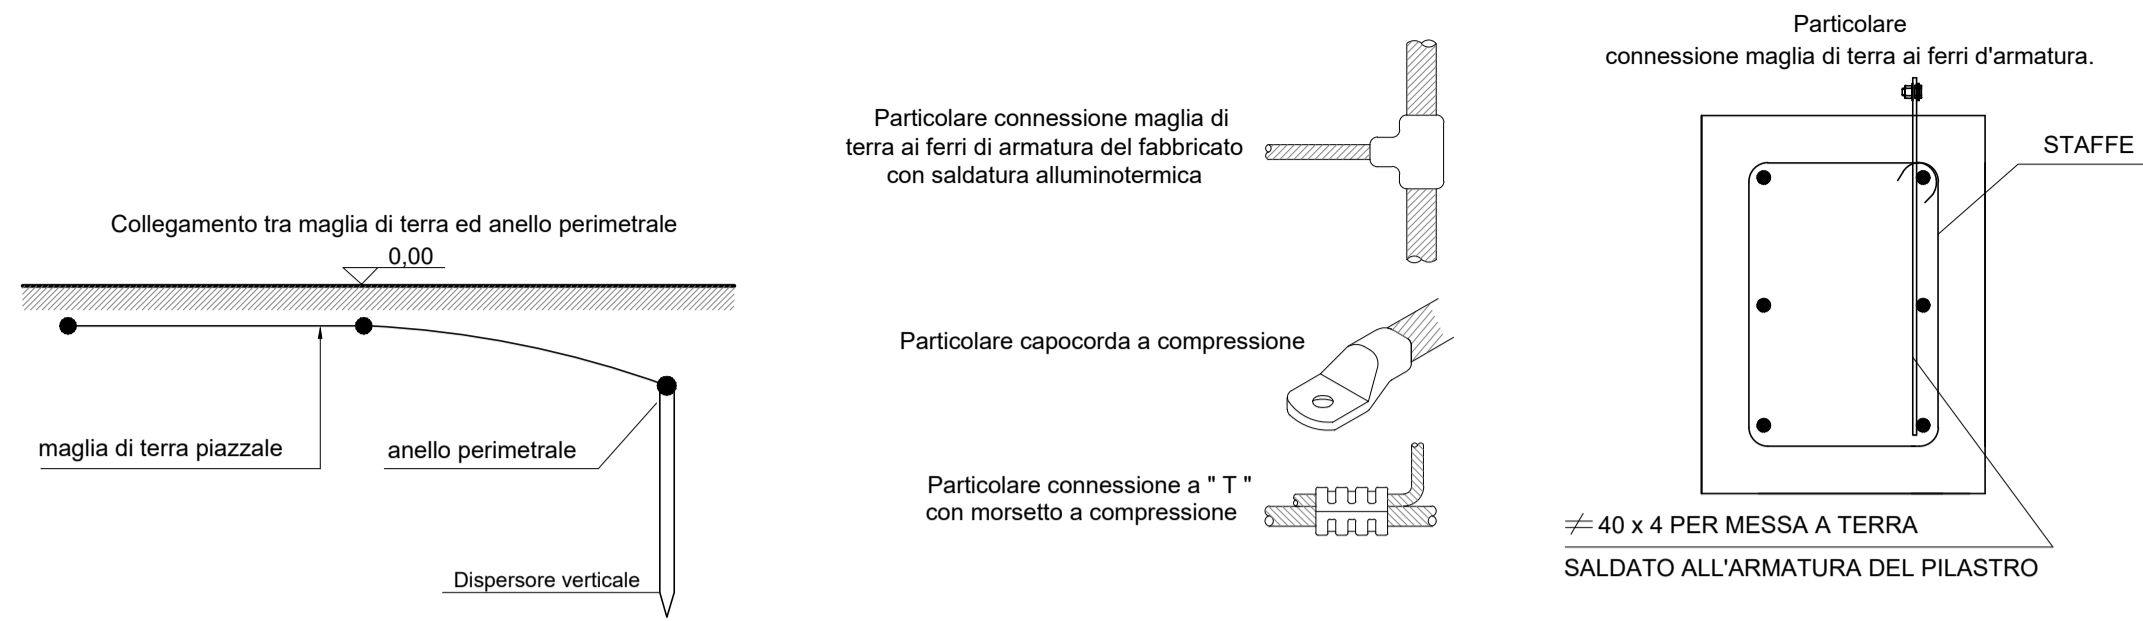 Collegamento tra maglia di terra ed anello perimetrale
0,00
maglia di terra piazzale
anello perimetrale
Dispersore verticale
Particolare connessione maglia di
terra ai ferri di armatura del fabbricato
con saldatura alluminotermica
Particolare capocorda a compressione
Particolare connessione a " T "
con morsetto a compressione
Particolare
connessione maglia di terra ai ferri d'armatura.
STAFFE
40 x 4 PER MESSA A TERRA
SALDATO ALL'ARMATURA DEL PILASTRO